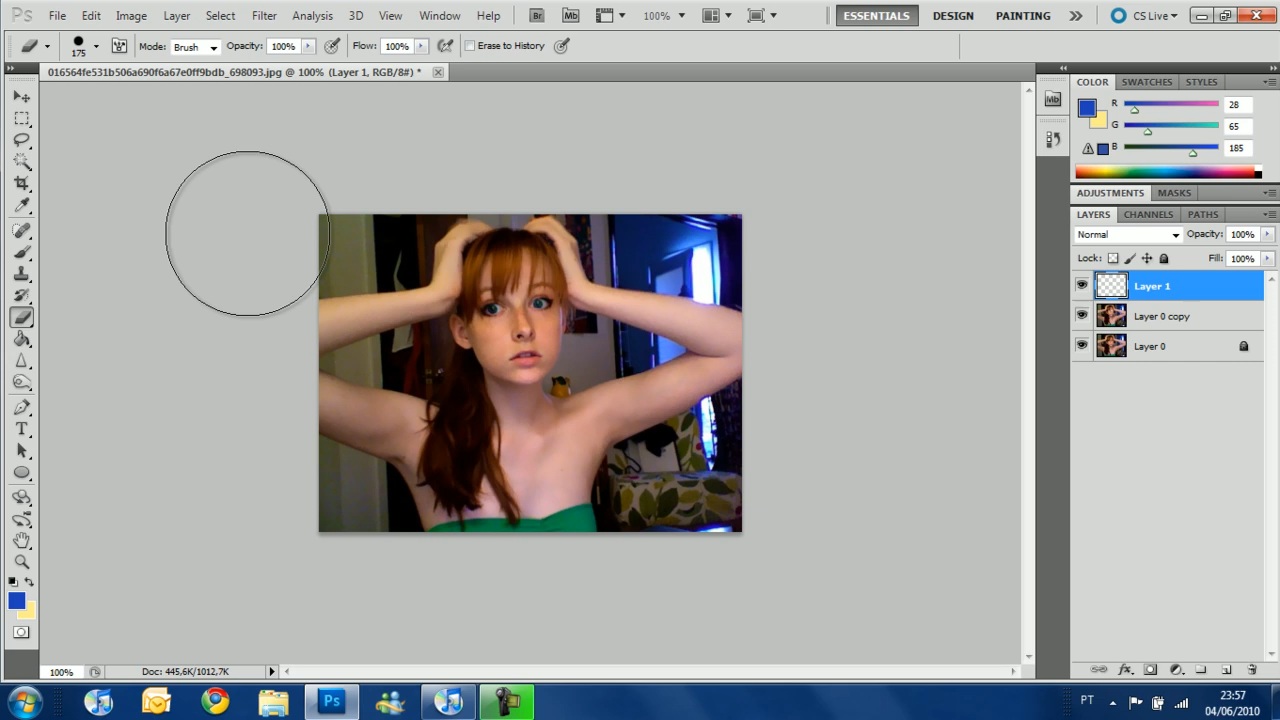 Ps File Edit Image Layer Select Filter Analysis 3D View Window Help Br Mb 100% ESSENTIALS DESIGN PAINTING CS Live
175 Mode: Brush Opacity: 100% Flow: 100% Erase to History
016564fe531b506a690f6a67e0ff9bdb_698093.jpg @ 100% (Layer 1, RGB/8#) *
COLOR SWATCHES STYLES
Mb
R 28
G 65
B 185
ADJUSTMENTS MASKS
LAYERS CHANNELS PATHS
Normal Opacity: 100%
Lock: Fill: 100%
Layer 1
Layer 0 copy
Layer 0
T
100% Doc: 445,6K/1012,7K
fx
Ps PT 23:57
04/06/2010